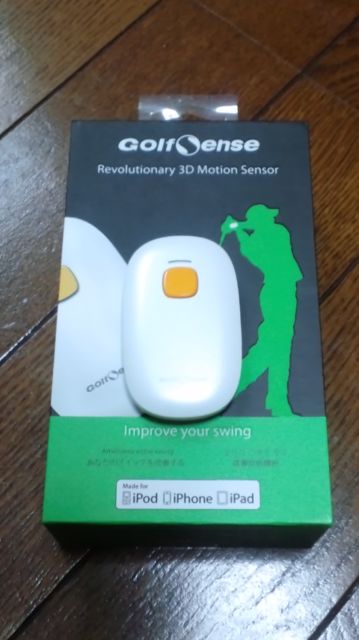 GolfSense
Revolutionary 3D Motion Sensor
GolfS
Improve your swing
あなたのスイングを改善する
Made for
iPod iPhone iPad